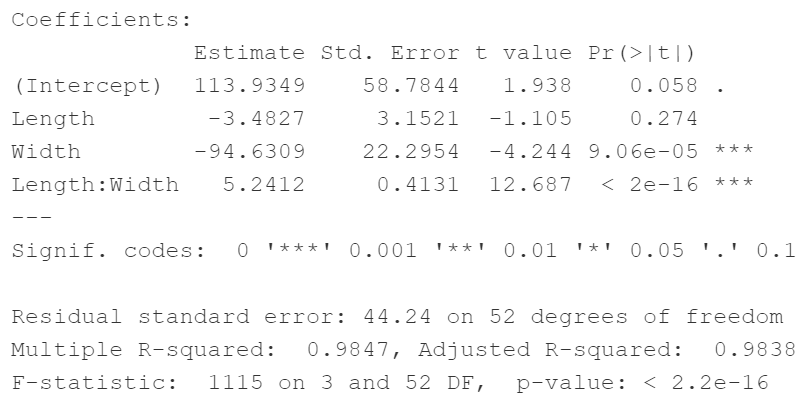 Coefficients:
Estimate Std. Error t value Pr(>|t|)
(Intercept) 113.9349 58.7844 1.938 0.058 .
Length -3.4827 3.1521 -1.105 0.274
Width -94.6309 22.2954 -4.244 9.06e-05 ***
Length:Width 5.2412 0.4131 12.687 < 2e-16 ***
---
Signif. codes: 0 '***' 0.001 '**' 0.01 '*' 0.05 '.' 0.1
Residual standard error: 44.24 on 52 degrees of freedom
Multiple R-squared: 0.9847, Adjusted R-squared: 0.9838
F-statistic: 1115 on 3 and 52 DF, p-value: < 2.2e-16